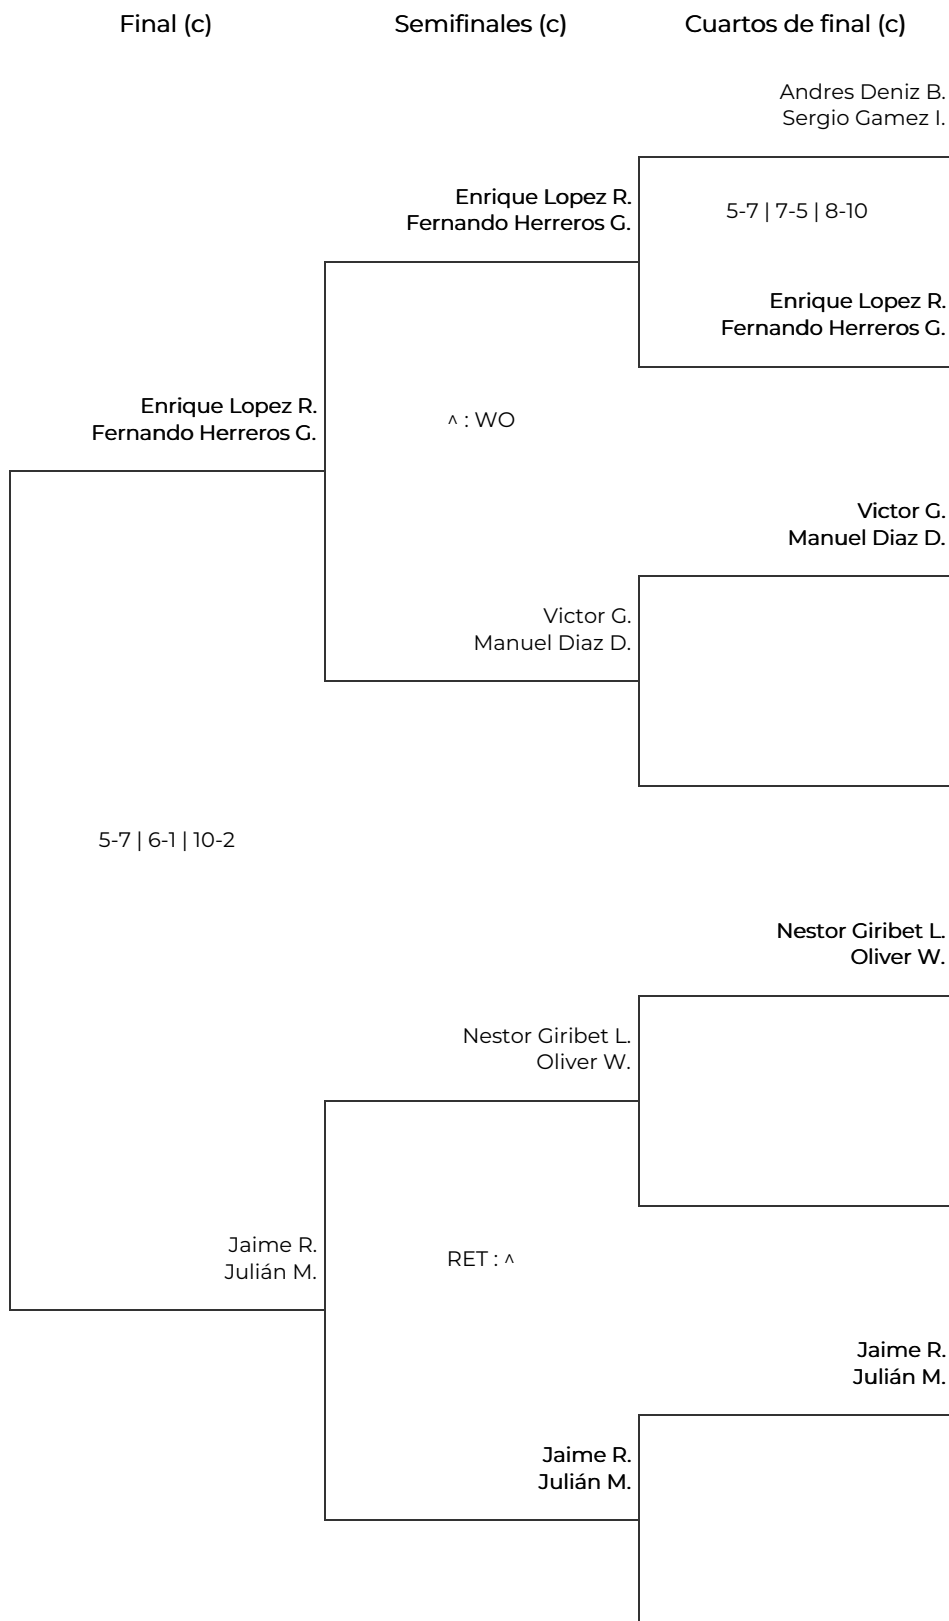 Final (c)
Semifinales (c)
Cuartos de final (c)
Andres Deniz B.
Sergio Gamez I.
Enrique Lopez R.
Fernando Herreros G.
5-7 | 7-5 | 8-10
Enrique Lopez R.
Fernando Herreros G.
Enrique Lopez R.
Fernando Herreros G.
^ : WO
Victor G.
Manuel Diaz D.
Victor G.
Manuel Diaz D.
5-7 | 6-1 | 10-2
Nestor Giribet L.
Oliver W.
Nestor Giribet L.
Oliver W.
Jaime R.
Julián M.
RET : ^
Jaime R.
Julián M.
Jaime R.
Julián M.